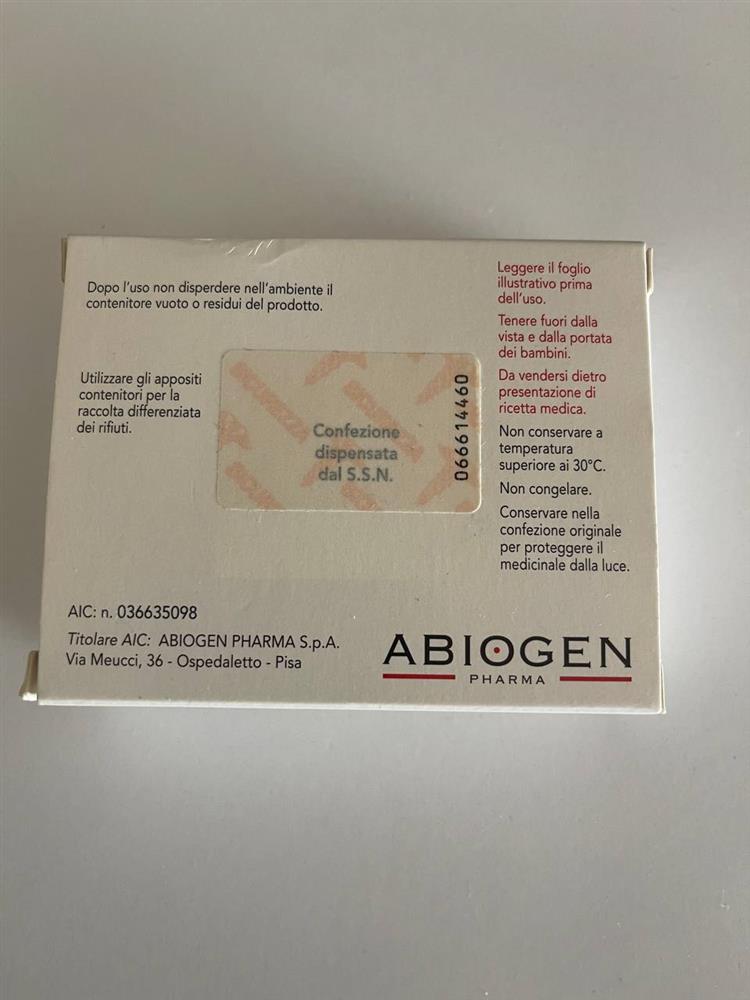 Dopo l'uso non disperdere nell'ambiente il
contenitore vuoto o residui del prodotto.
Utilizzare gli appositi
contenitori per la
raccolta differenziata
dei rifiuti.
Confezione
dispensata
dal S.S.N.
066614460
Leggere il foglio
illustrativo prima
dell'uso.
Tenere fuori dalla
vista e dalla portata
dei bambini.
Da vendersi dietro
presentazione di
ricetta medica.
Non conservare a
temperatura
superiore ai 30°C.
Non congelare.
Conservare nella
confezione originale
per proteggere il
medicinale dalla luce.
AIC: n. 036635098
Titolare AIC: ABIOGEN PHARMA S.p.A.
Via Meucci, 36 - Ospedaletto - Pisa
ABIOGEN
PHARMA